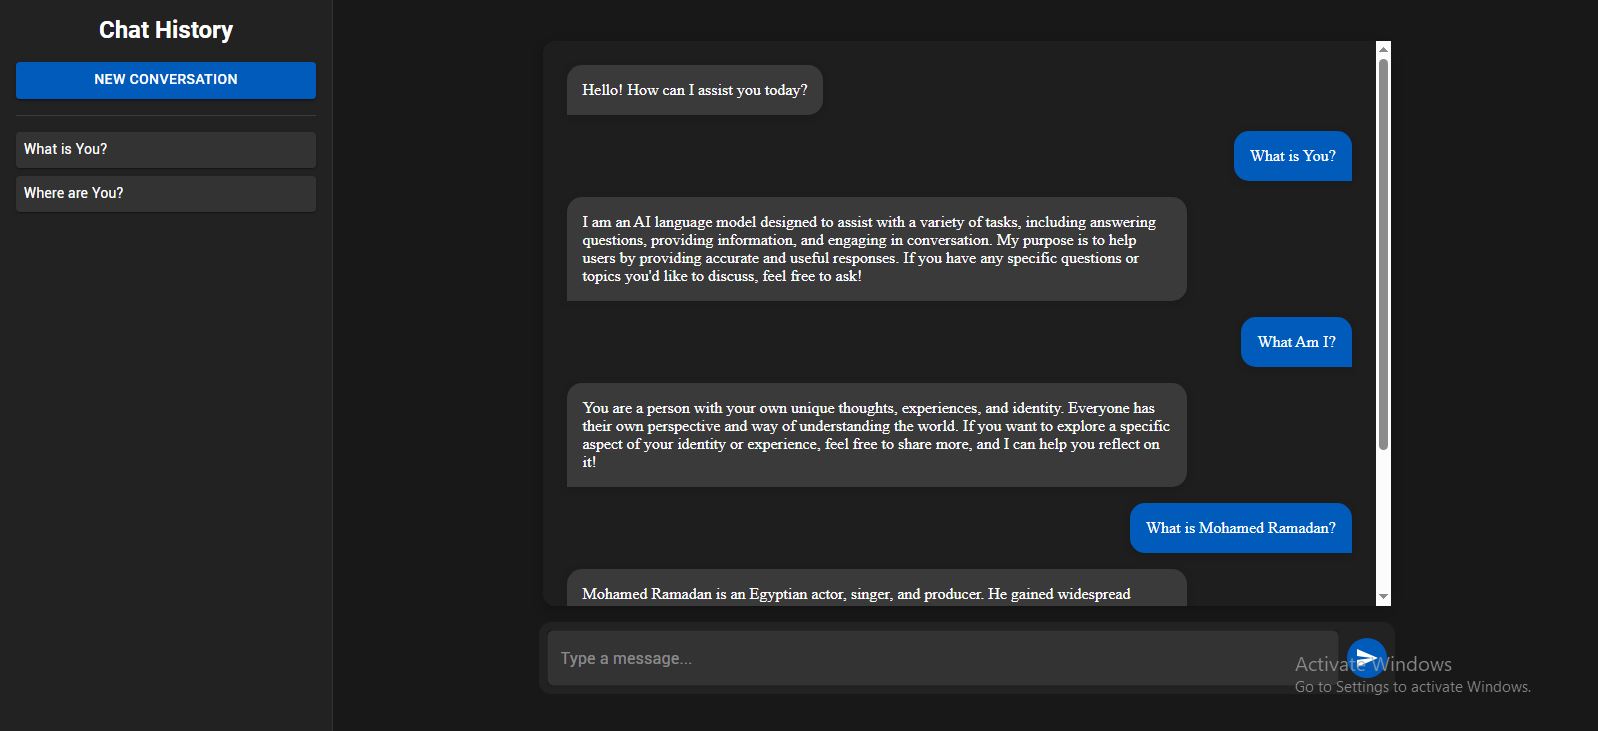 Chat History
NEW CONVERSATION
What is You?
Where are You?
Hello! How can I assist you today?
What is You?
I am an AI language model designed to assist with a variety of tasks, including answering
questions, providing information, and engaging in conversation. My purpose is to help
users by providing accurate and useful responses. If you have any specific questions or
topics you'd like to discuss, feel free to ask!
What Am I?
You are a person with your own unique thoughts, experiences, and identity. Everyone has
their own perspective and way of understanding the world. If you want to explore a specific
aspect of your identity or experience, feel free to share more, and I can help you reflect on
it!
What is Mohamed Ramadan?
Mohamed Ramadan is an Egyptian actor, singer, and producer. He gained widespread
Type a message...
Activate Windows
Go to Settings to activate Windows.